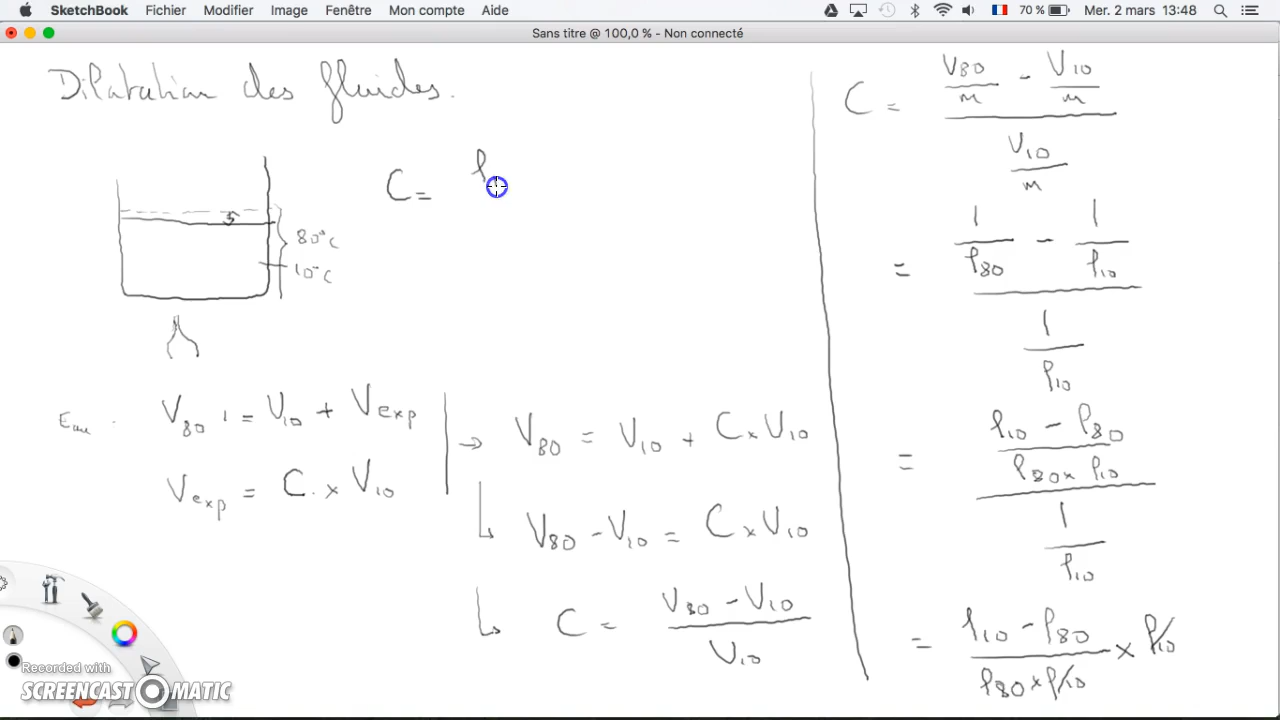 SketchBook Fichier Modifier Image Fenêtre Mon compte Aide 70 % Mer. 2 mars 13:48
Sans titre @ 100,0 % - Non connecté
Dilatation des fluides.
C = ρ
80°C
10°C
Eau
V80 = V10 + Vexp
Vexp = C × V10
→ V80 = V10 + C × V10
↳ V80 - V10 = C × V10
↳ C = (V80 - V10) / V10
C = (V80/m - V10/m) / (V10/m)
= (1/ρ80 - 1/ρ10) / (1/ρ10)
= ((ρ10 - ρ80) / (ρ80 × ρ10)) / (1/ρ10)
= (ρ10 - ρ80) / (ρ80 × ρ10) × ρ10
Recorded with
SCREENCAST-O-MATIC